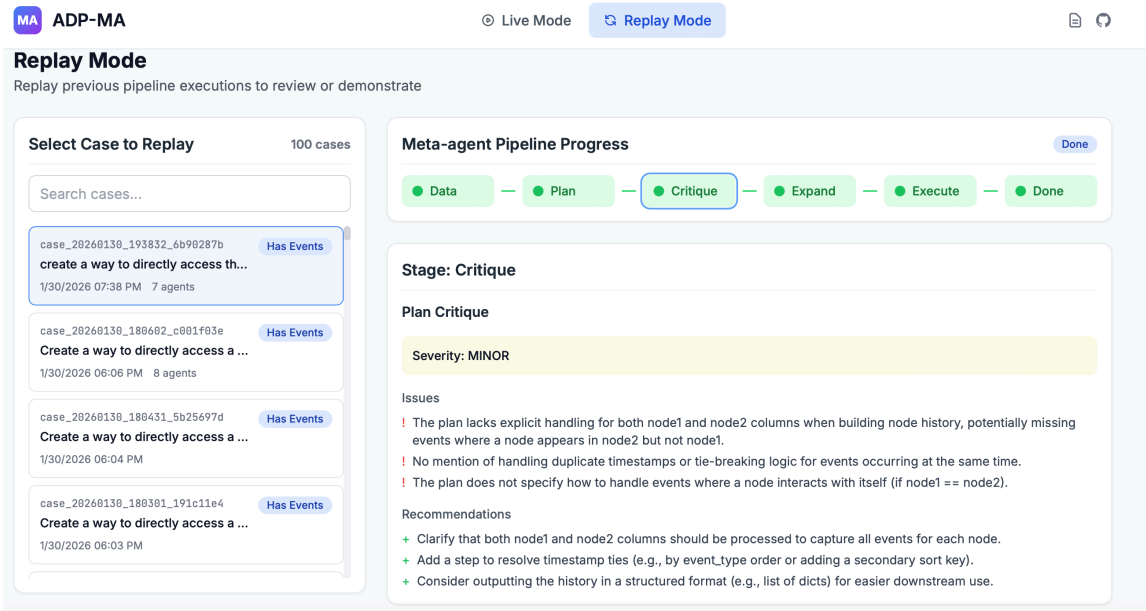 MA ADP-MA
Live Mode
Replay Mode
Replay Mode
Replay previous pipeline executions to review or demonstrate
Select Case to Replay
100 cases
Search cases...
case_20260130_193832_6b90287b
Has Events
create a way to directly access th...
1/30/2026 07:38 PM 7 agents
case_20260130_180602_c001f03e
Has Events
Create a way to directly access a ...
1/30/2026 06:06 PM 8 agents
case_20260130_180431_5b25697d
Has Events
Create a way to directly access a ...
1/30/2026 06:04 PM
case_20260130_180301_191c11e4
Has Events
Create a way to directly access a ...
1/30/2026 06:03 PM
Meta-agent Pipeline Progress
Done
Data
Plan
Critique
Expand
Execute
Done
Stage: Critique
Plan Critique
Severity: MINOR
Issues
! The plan lacks explicit handling for both node1 and node2 columns when building node history, potentially missing
events where a node appears in node2 but not node1.
! No mention of handling duplicate timestamps or tie-breaking logic for events occurring at the same time.
! The plan does not specify how to handle events where a node interacts with itself (if node1 == node2).
Recommendations
+ Clarify that both node1 and node2 columns should be processed to capture all events for each node.
+ Add a step to resolve timestamp ties (e.g., by event_type order or adding a secondary sort key).
+ Consider outputting the history in a structured format (e.g., list of dicts) for easier downstream use.